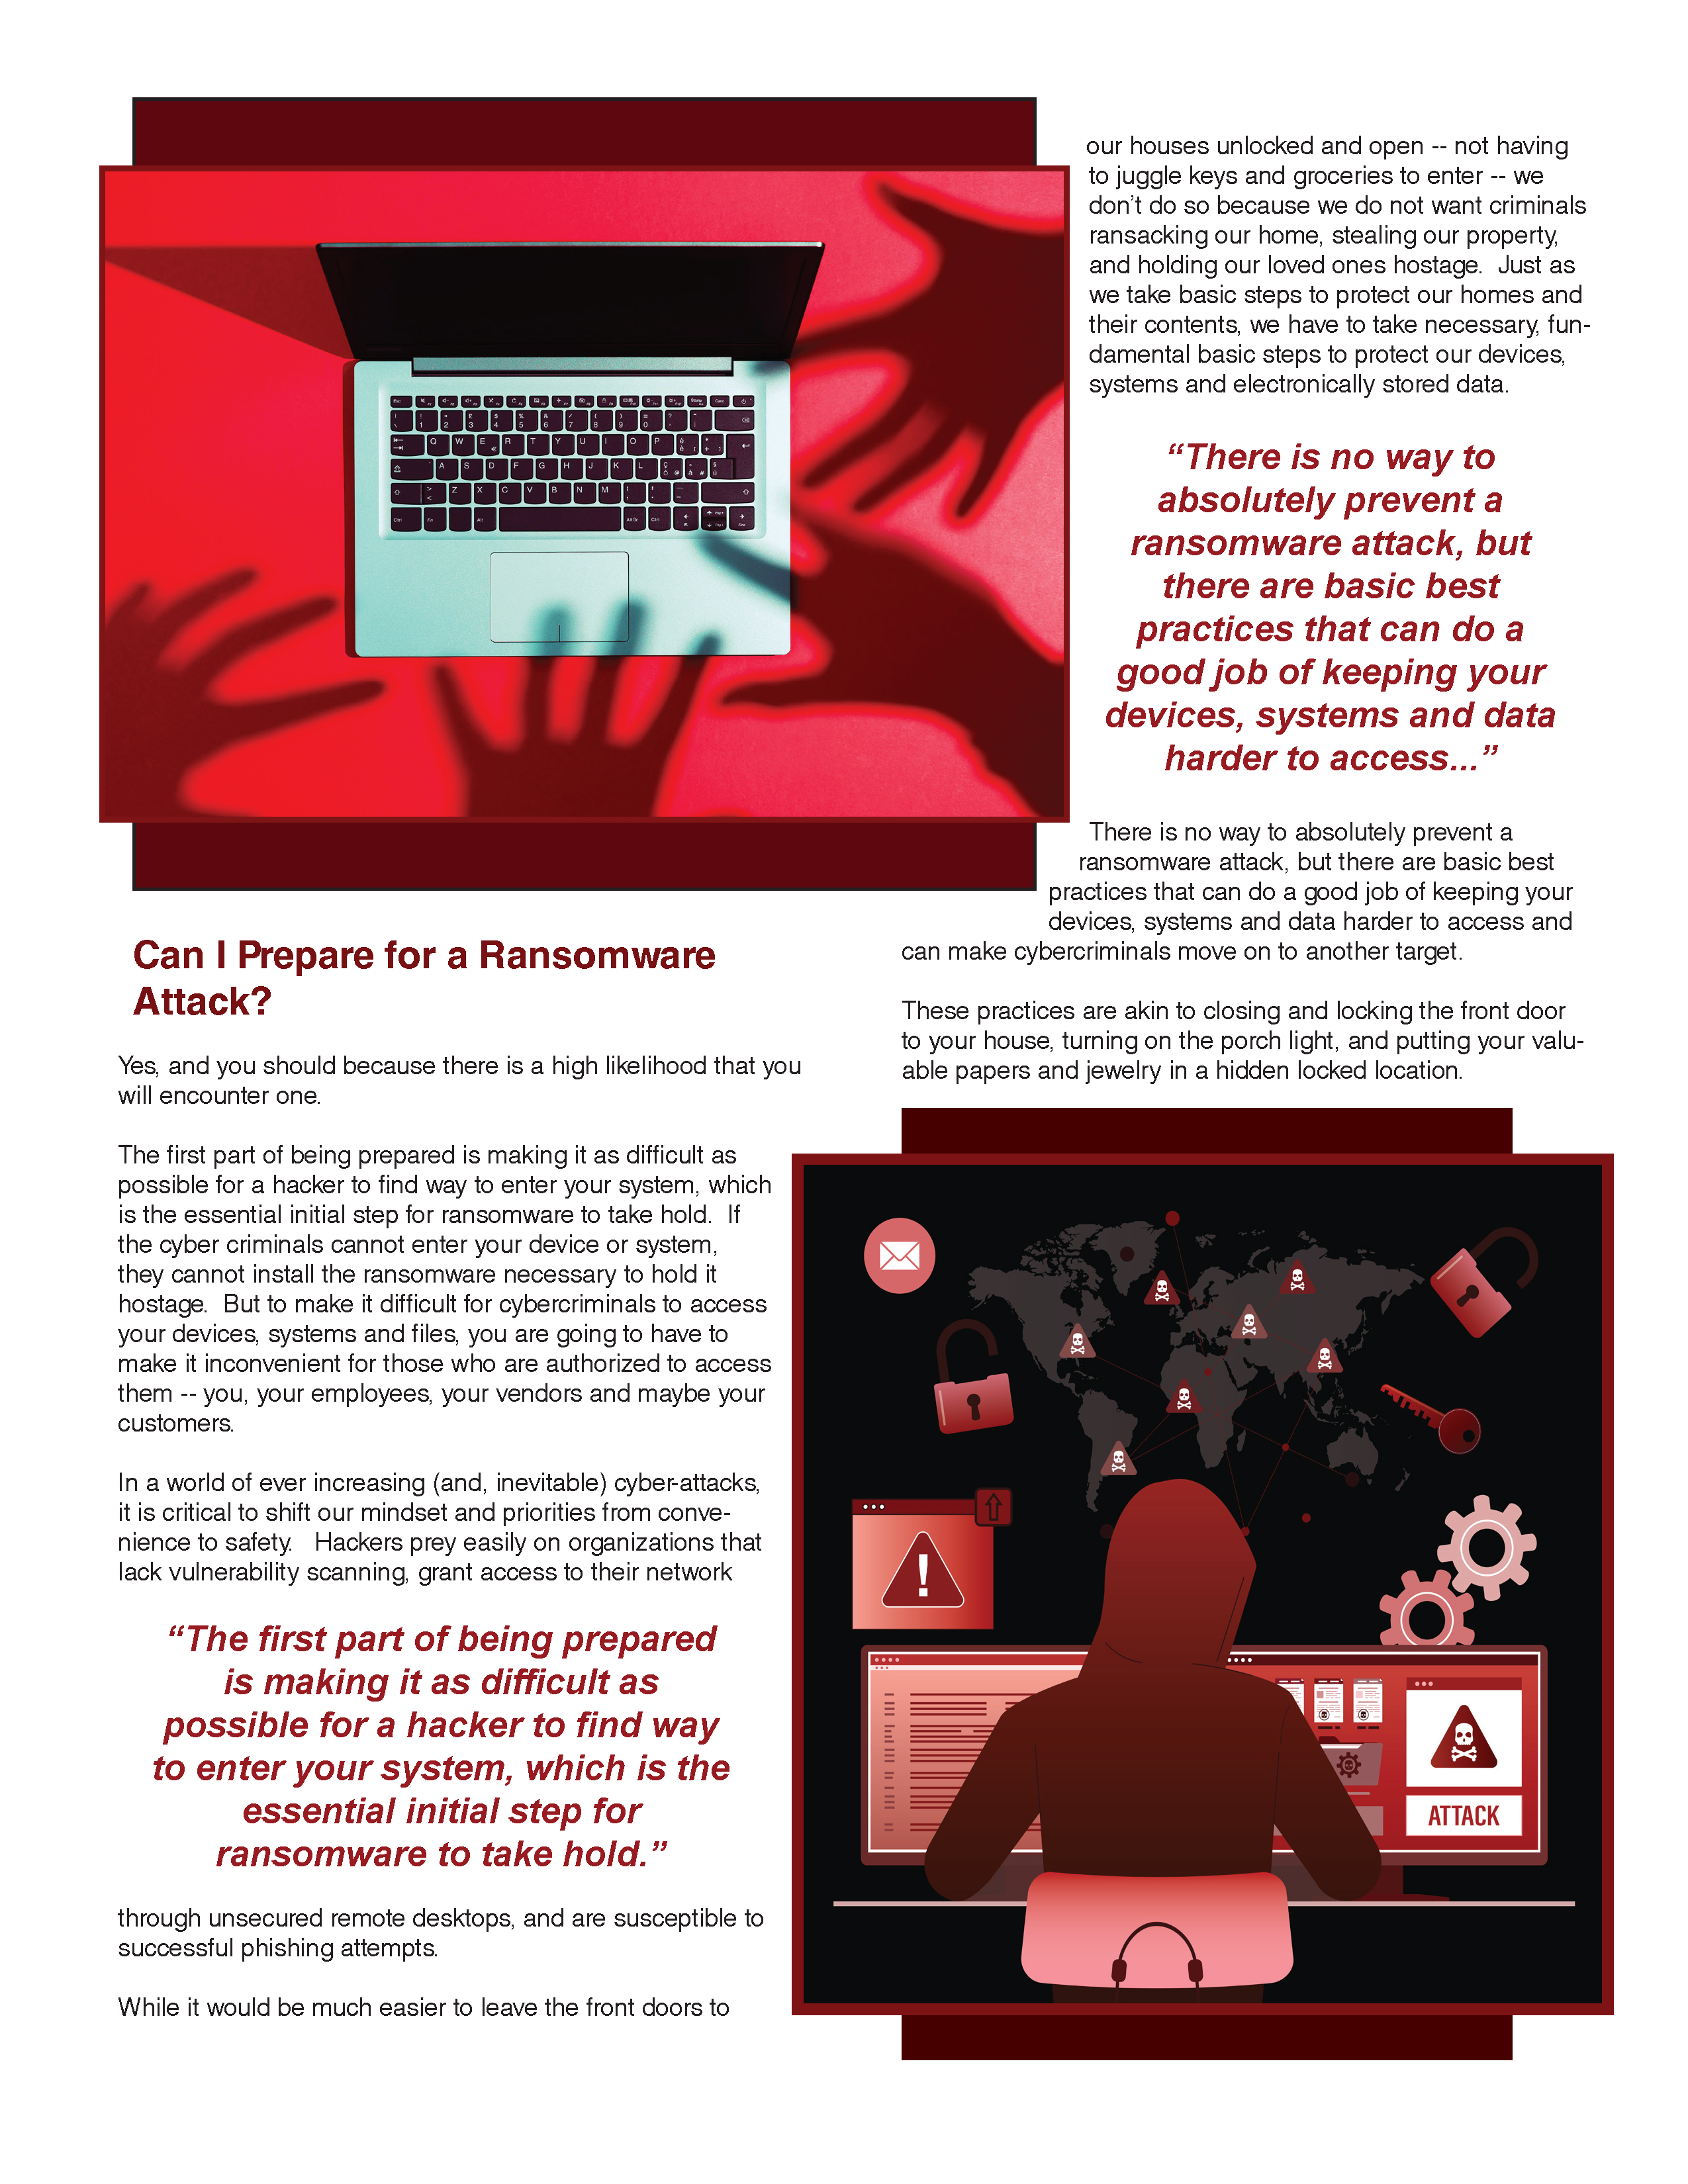 Can I Prepare for a Ransomware
Attack?
Yes, and you should because there is a high likelihood that you
will encounter one.
The first part of being prepared is making it as difficult as
possible for a hacker to find way to enter your system, which
is the essential initial step for ransomware to take hold.  If
the cyber criminals cannot enter your device or system,
they cannot install the ransomware necessary to hold it
hostage.  But to make it difficult for cybercriminals to access
your devices, systems and files, you are going to have to
make it inconvenient for those who are authorized to access
them -- you, your employees, your vendors and maybe your
customers.
In a world of ever increasing (and, inevitable) cyber-attacks,
it is critical to shift our mindset and priorities from conve-
nience to safety.   Hackers prey easily on organizations that
lack vulnerability scanning, grant access to their network
“The first part of being prepared
is making it as difficult as
possible for a hacker to find way
to enter your system, which is the
essential initial step for
ransomware to take hold.”
through unsecured remote desktops, and are susceptible to
successful phishing attempts.
While it would be much easier to leave the front doors to
our houses unlocked and open -- not having
to juggle keys and groceries to enter -- we
don’t do so because we do not want criminals
ransacking our home, stealing our property,
and holding our loved ones hostage.  Just as
we take basic steps to protect our homes and
their contents, we have to take necessary, fun-
damental basic steps to protect our devices,
systems and electronically stored data.
“There is no way to
absolutely prevent a
ransomware attack, but
there are basic best
practices that can do a
good job of keeping your
devices, systems and data
harder to access...”
There is no way to absolutely prevent a
ransomware attack, but there are basic best
practices that can do a good job of keeping your
devices, systems and data harder to access and
can make cybercriminals move on to another target.
These practices are akin to closing and locking the front door
to your house, turning on the porch light, and putting your valu-
able papers and jewelry in a hidden locked location.
ATTACK